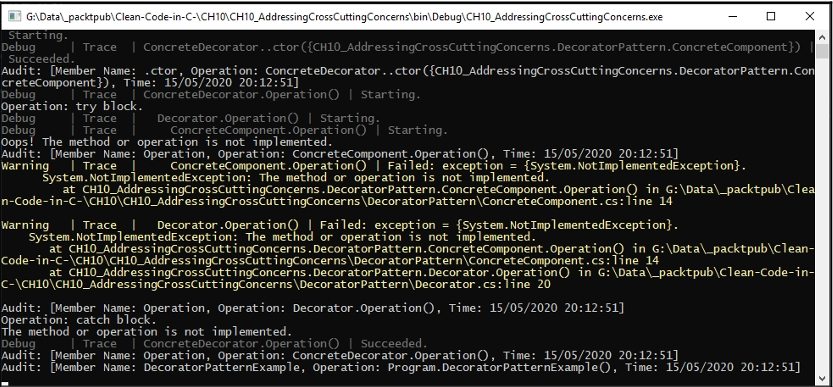 G:\Data\_packtpub\Clean-Code-in-C-\CH10\CH10_AddressingCrossCuttingConcerns\bin\Debug\CH10_AddressingCrossCuttingConcerns.exe
Starting.
Debug | Trace | ConcreteDecorator..ctor({CH10_AddressingCrossCuttingConcerns.DecoratorPattern.ConcreteComponent}) |
Succeeded.
Audit: [Member Name: .ctor, Operation: ConcreteDecorator..ctor({CH10_AddressingCrossCuttingConcerns.DecoratorPattern.Con
creteComponent}), Time: 15/05/2020 20:12:51]
Debug | Trace | ConcreteDecorator.Operation() | Starting.
Operation: try block.
Debug | Trace | Decorator.Operation() | Starting.
Debug | Trace | ConcreteComponent.Operation() | Starting.
Oops! The method or operation is not implemented.
Audit: [Member Name: Operation, Operation: ConcreteComponent.Operation(), Time: 15/05/2020 20:12:51]
Warning | Trace | ConcreteComponent.Operation() | Failed: exception = {System.NotImplementedException}.
System.NotImplementedException: The method or operation is not implemented.
at CH10_AddressingCrossCuttingConcerns.DecoratorPattern.ConcreteComponent.Operation() in G:\Data\_packtpub\Clea
n-Code-in-C-\CH10\CH10_AddressingCrossCuttingConcerns\DecoratorPattern\ConcreteComponent.cs:line 14
Warning | Trace | Decorator.Operation() | Failed: exception = {System.NotImplementedException}.
System.NotImplementedException: The method or operation is not implemented.
at CH10_AddressingCrossCuttingConcerns.DecoratorPattern.ConcreteComponent.Operation() in G:\Data\_packtpub\Clean-
Code-in-C-\CH10\CH10_AddressingCrossCuttingConcerns\DecoratorPattern\ConcreteComponent.cs:line 14
at CH10_AddressingCrossCuttingConcerns.DecoratorPattern.Decorator.Operation() in G:\Data\_packtpub\Clean-Code-in-
C-\CH10\CH10_AddressingCrossCuttingConcerns\DecoratorPattern\Decorator.cs:line 20
Audit: [Member Name: Operation, Operation: Decorator.Operation(), Time: 15/05/2020 20:12:51]
Operation: catch block.
The method or operation is not implemented.
Debug | Trace | ConcreteDecorator.Operation() | Succeeded.
Audit: [Member Name: Operation, Operation: ConcreteDecorator.Operation(), Time: 15/05/2020 20:12:51]
Audit: [Member Name: DecoratorPatternExample, Operation: Program.DecoratorPatternExample(), Time: 15/05/2020 20:12:51]